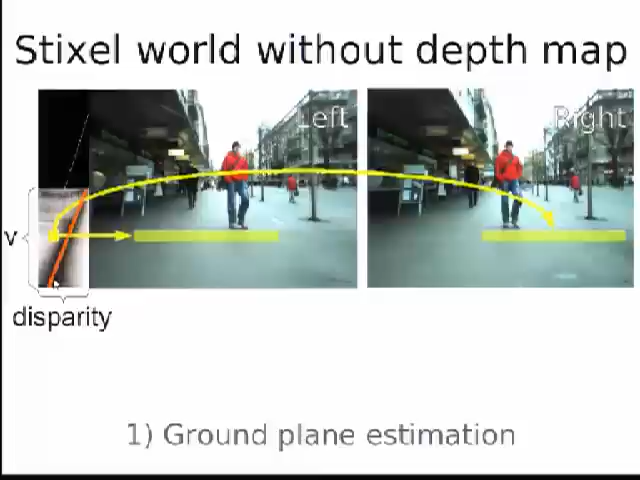 Stixel world without depth map
Left
Right
v
disparity
1) Ground plane estimation